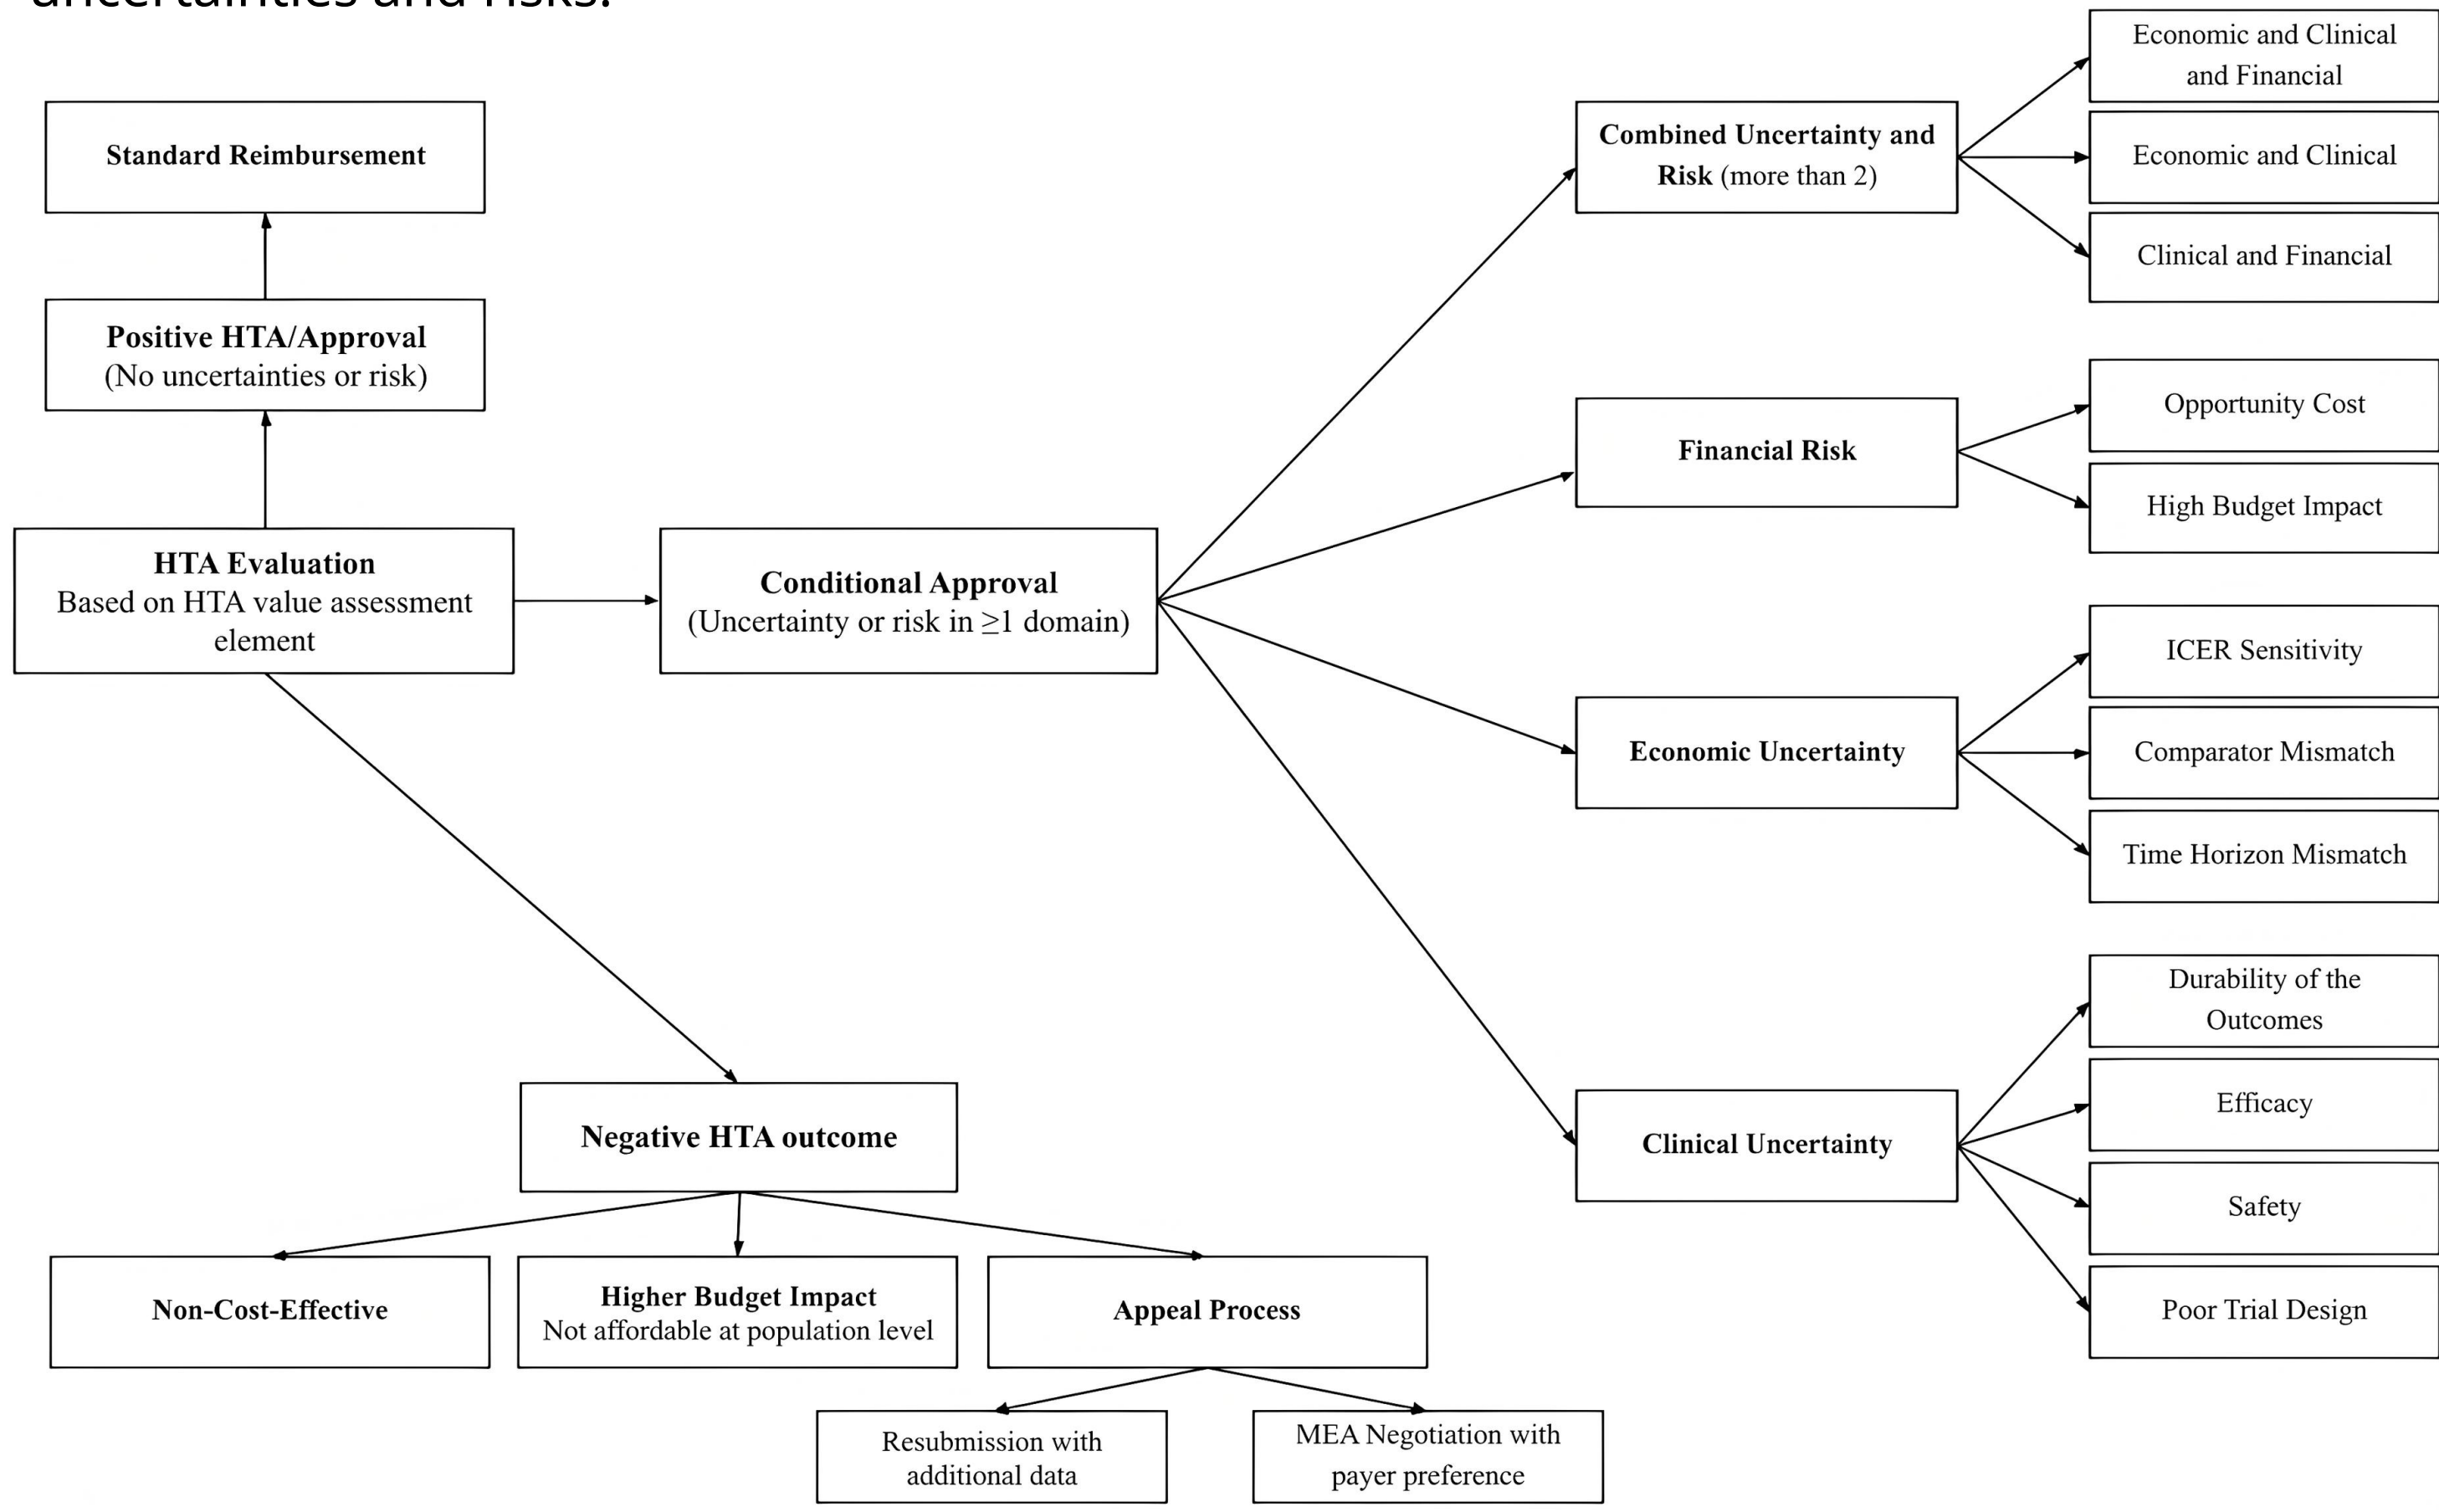 uncertainties and risks.
Standard Reimbursement
Positive HTA/Approval
(No uncertainties or risk)
HTA Evaluation
Based on HTA value assessment
element
Conditional Approval
(Uncertainty or risk in ≥1 domain)
Combined Uncertainty and
Risk (more than 2)
Economic and Clinical
and Financial
Economic and Clinical
Clinical and Financial
Financial Risk
Opportunity Cost
High Budget Impact
Economic Uncertainty
ICER Sensitivity
Comparator Mismatch
Time Horizon Mismatch
Clinical Uncertainty
Durability of the
Outcomes
Efficacy
Safety
Poor Trial Design
Negative HTA outcome
Non-Cost-Effective
Higher Budget Impact
Not affordable at population level
Appeal Process
Resubmission with
additional data
MEA Negotiation with
payer preference